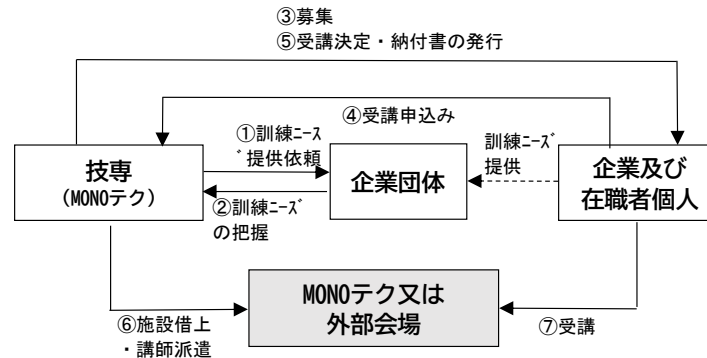 ③募集
⑤受講決定・納付書の発行
④受講申込み
①訓練ﾆｰｽ
ﾞ提供依頼
訓練ﾆｰｽﾞ
提供
技専
(MONOテク)
企業団体
企業及び
在職者個人
②訓練ﾆｰｽﾞ
の把握
MONOテク又は
外部会場
⑥施設借上
・講師派遣
⑦受講